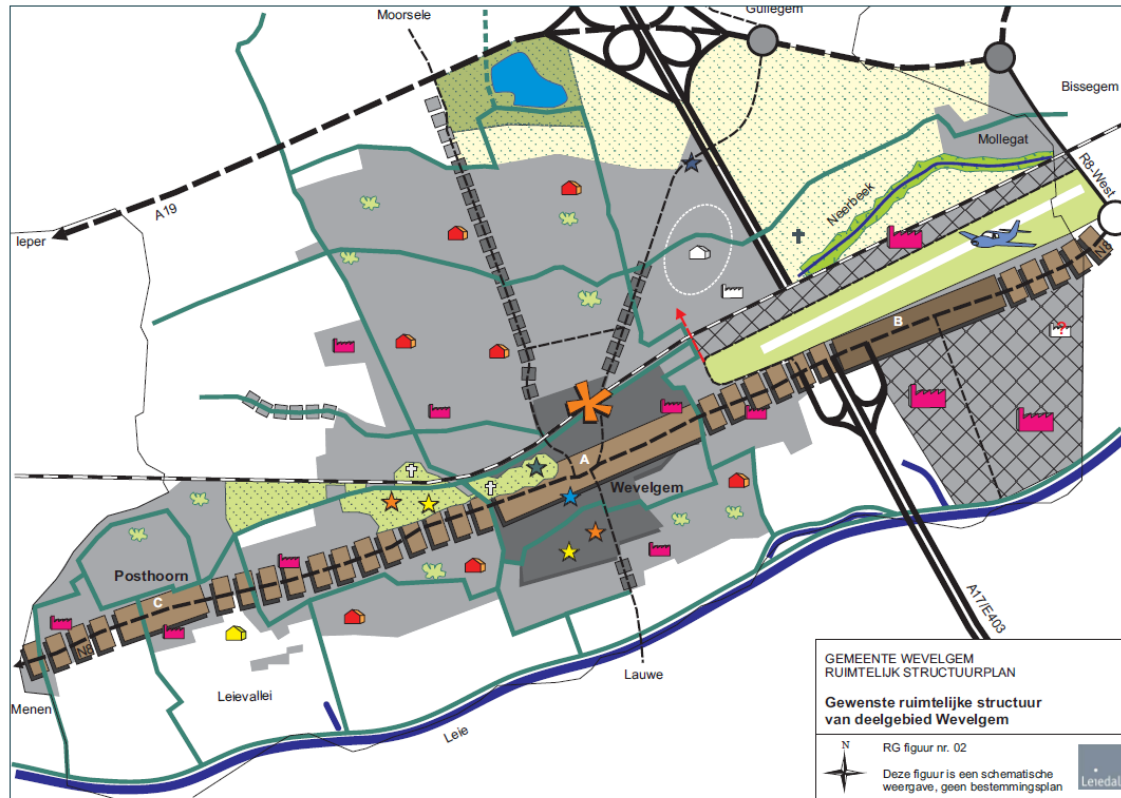 Moorsele
Gullegem
Bissegem
Mollegat
R8-West
A19
Ieper
Neerbeek
N8
B
?
A
Wevelgem
Posthoorn
C
N8
A17/E403
Lauwe
Leievallei
Menen
Leie
GEMEENTE WEVELGEM
RUIMTELIJK STRUCTUURPLAN
Gewenste ruimtelijke structuur
van deelgebied Wevelgem
N
RG figuur nr. 02
Deze figuur is een schematische
weergave, geen bestemmingsplan
Leiedal